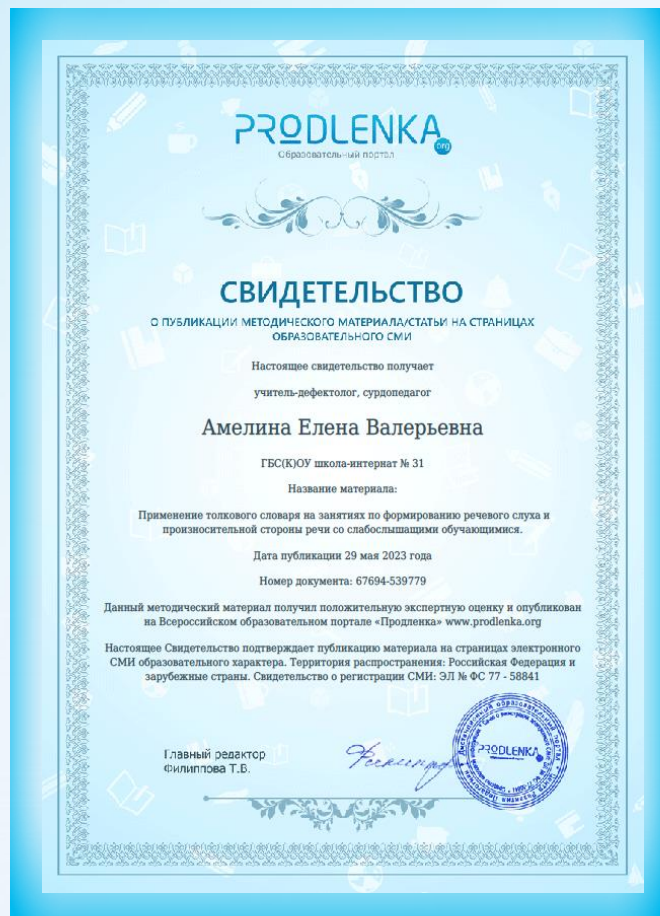 PRODLENKA.org
Образовательный портал
СВИДЕТЕЛЬСТВО
О ПУБЛИКАЦИИ МЕТОДИЧЕСКОГО МАТЕРИАЛА/СТАТЬИ НА СТРАНИЦАХ
ОБРАЗОВАТЕЛЬНОГО СМИ
Настоящее свидетельство получает
учитель-дефектолог, сурдопедагог
Амелина Елена Валерьевна
ГБС(К)ОУ школа-интернат № 31
Название материала:
Применение толкового словаря на занятиях по формированию речевого слуха и
произносительной стороны речи со слабослышащими обучающимися.
Дата публикации 29 мая 2023 года
Номер документа: 67694-539779
Данный методический материал получил положительную экспертную оценку и опубликован
на Всероссийском образовательном портале «Продленка» www.prodlenka.org
Настоящее Свидетельство подтверждает публикацию материала на страницах электронного
СМИ образовательного характера. Территория распространения: Российская Федерация и
зарубежные страны. Свидетельство о регистрации СМИ: ЭЛ № ФС 77 - 58841
Главный редактор
Филиппова Т.В.
PRODLENKA